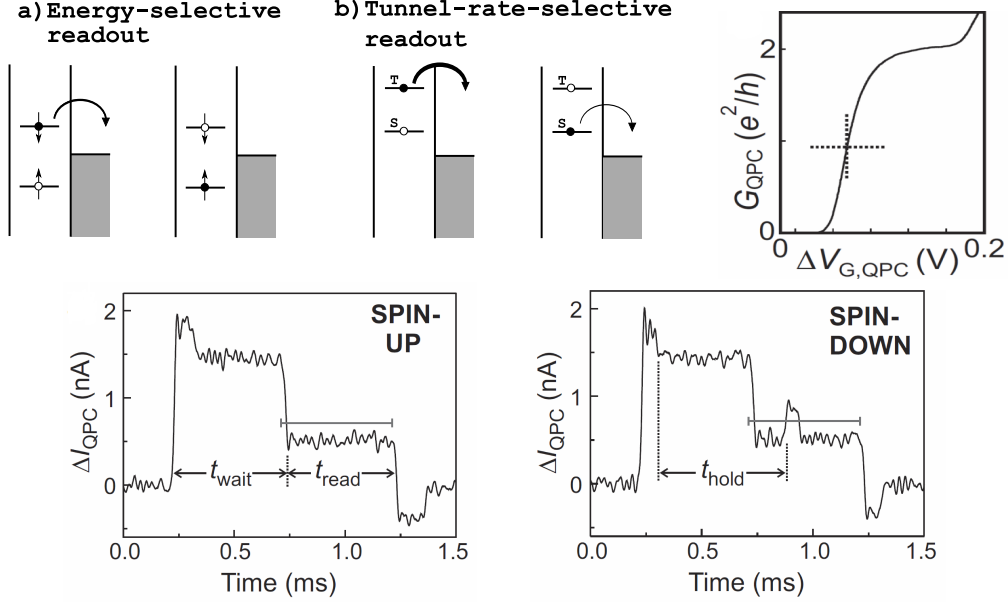 a) Energy-selective
readout
b) Tunnel-rate-selective
readout
T
S
T
S
G_QPC (e²/h)
2
0
0
0.2
ΔV_G,QPC (V)
SPIN-
UP
ΔI_QPC (nA)
2
1
0
t_wait
t_read
0.0
0.5
1.0
1.5
Time (ms)
SPIN-
DOWN
ΔI_QPC (nA)
2
1
0
t_hold
0.0
0.5
1.0
1.5
Time (ms)